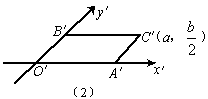 y′
B′
C′(a, b/2)
O′
A′
x′
(2)